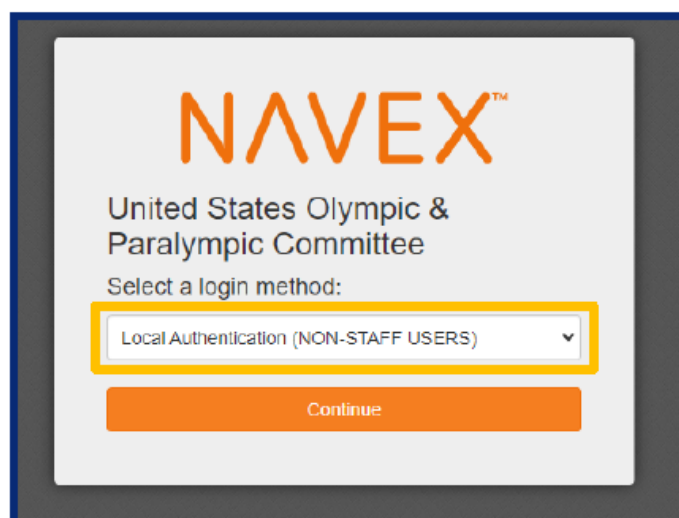 NAVEX™
United States Olympic &
Paralympic Committee
Select a login method:
Local Authentication (NON-STAFF USERS)
Continue